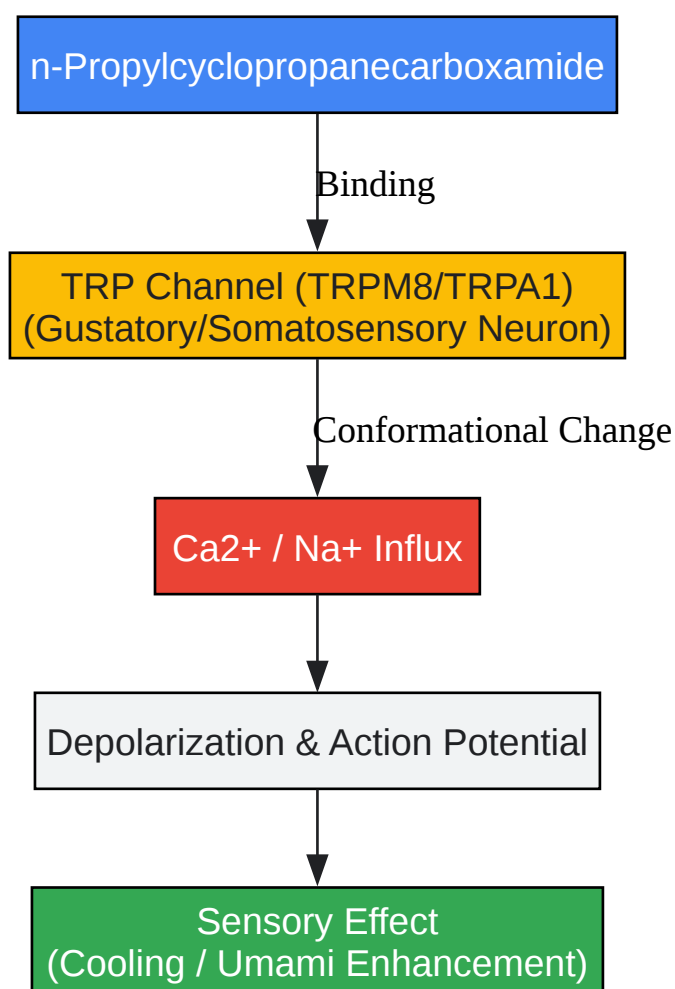 n-Propylcyclopropanecarboxamide
Binding
TRP Channel (TRPM8/TRPA1)
(Gustatory/Somatosensory Neuron)
Conformational Change
Ca2+ / Na+ Influx
Depolarization & Action Potential
Sensory Effect
(Cooling / Umami Enhancement)